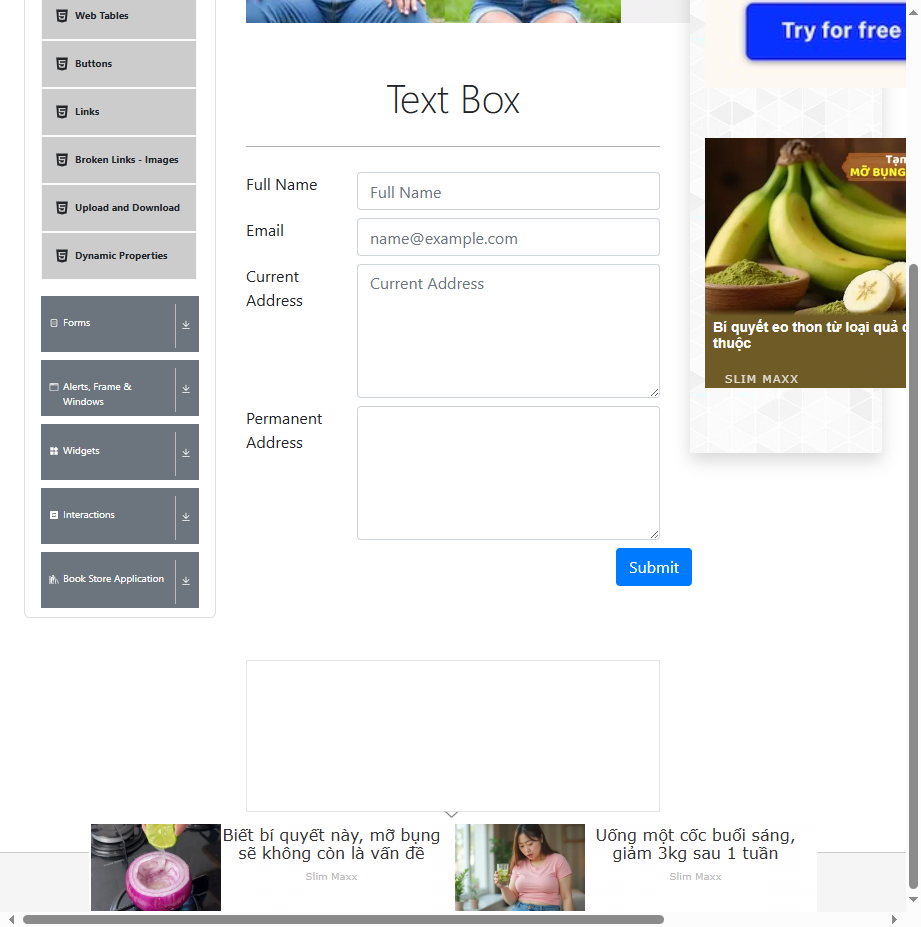 Web Tables
Buttons
Links
Broken Links - Images
Upload and Download
Dynamic Properties
Forms
Alerts, Frame &
Windows
Widgets
Interactions
Book Store Application
Text Box
Full Name
Full Name
Email
name@example.com
Current
Address
Current Address
Permanent
Address
Submit
Try for free
MỠ BỤNG
Bí quyết eo thon từ loại quả
thuộc
SLIM MAXX
Biết bí quyết này, mỡ bụng
sẽ không còn là vấn đề
Slim Maxx
Uống một cốc buổi sáng,
giảm 3kg sau 1 tuần
Slim Maxx